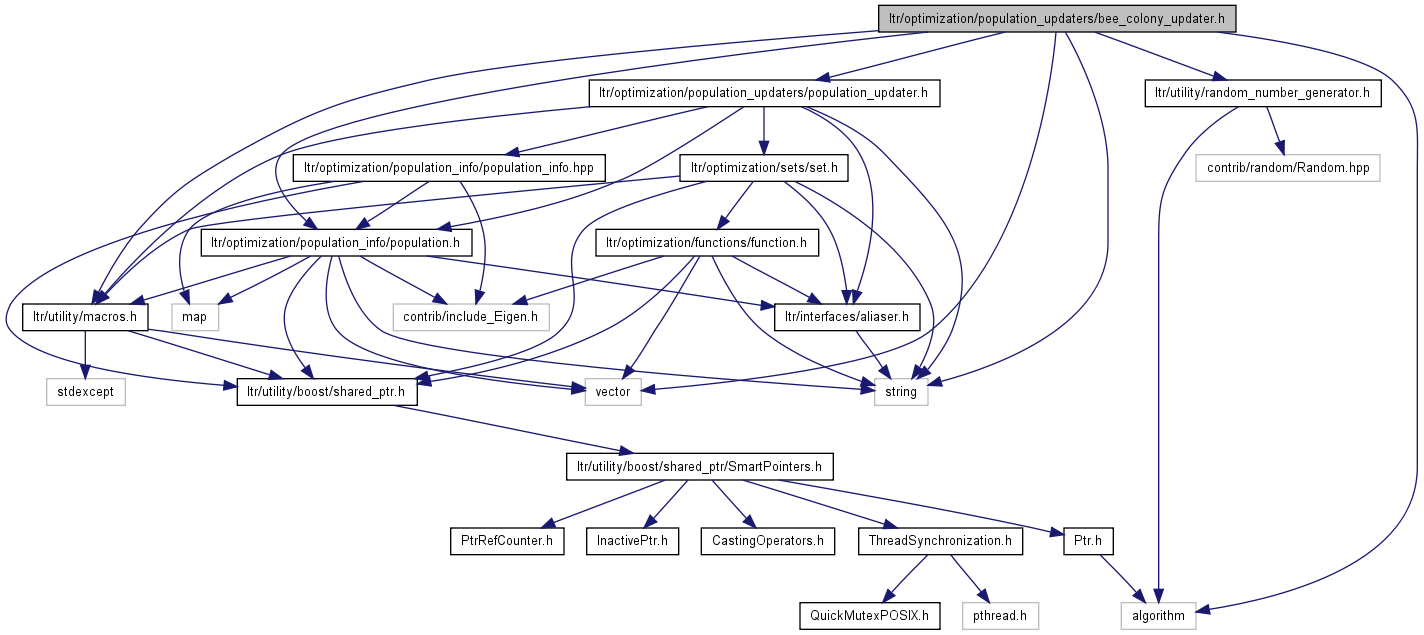 ltr/optimization/population_updaters/bee_colony_updater.h
ltr/optimization/population_updaters/population_updater.h
ltr/utility/random_number_generator.h
ltr/optimization/population_info/population_info.hpp
ltr/optimization/sets/set.h
contrib/random/Random.hpp
ltr/optimization/population_info/population.h
ltr/optimization/functions/function.h
ltr/utility/macros.h
map
contrib/include_Eigen.h
ltr/interfaces/aliaser.h
stdexcept
ltr/utility/boost/shared_ptr.h
vector
string
ltr/utility/boost/shared_ptr/SmartPointers.h
PtrRefCounter.h
InactivePtr.h
CastingOperators.h
ThreadSynchronization.h
Ptr.h
QuickMutexPOSIX.h
pthread.h
algorithm